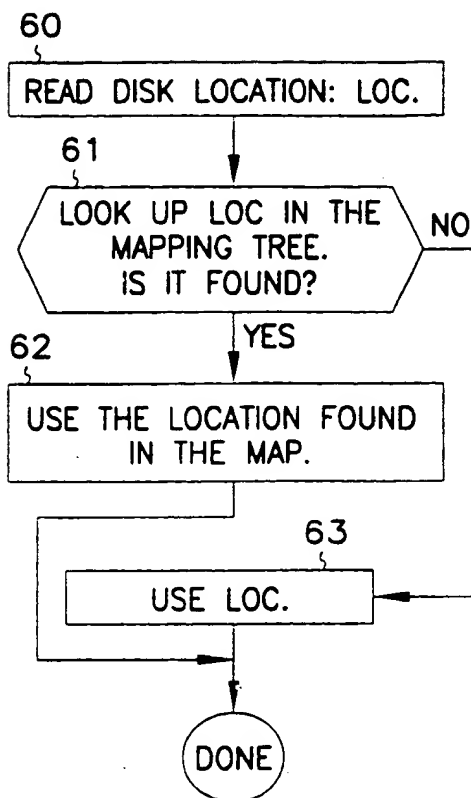 60
READ DISK LOCATION: LOC.
61
LOOK UP LOC IN THE
MAPPING TREE.
IS IT FOUND?
NO
YES
62
USE THE LOCATION FOUND
IN THE MAP.
63
USE LOC.
DONE